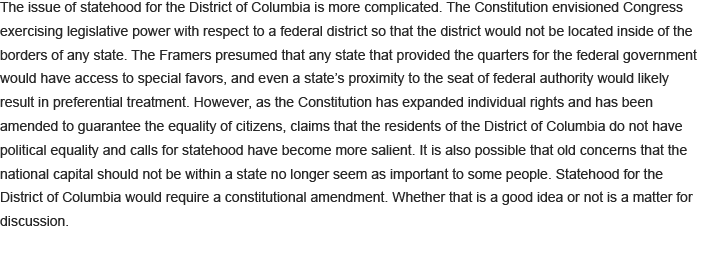 The issue of statehood for the District of Columbia is more complicated. The Constitution envisioned Congress
exercising legislative power with respect to a federal district so that the district would not be located inside of the
borders of any state. The Framers presumed that any state that provided the quarters for the federal government
would have access to special favors, and even a state’s proximity to the seat of federal authority would likely
result in preferential treatment. However, as the Constitution has expanded individual rights and has been
amended to guarantee the equality of citizens, claims that the residents of the District of Columbia do not have
political equality and calls for statehood have become more salient. It is also possible that old concerns that the
national capital should not be within a state no longer seem as important to some people. Statehood for the
District of Columbia would require a constitutional amendment. Whether that is a good idea or not is a matter for
discussion.